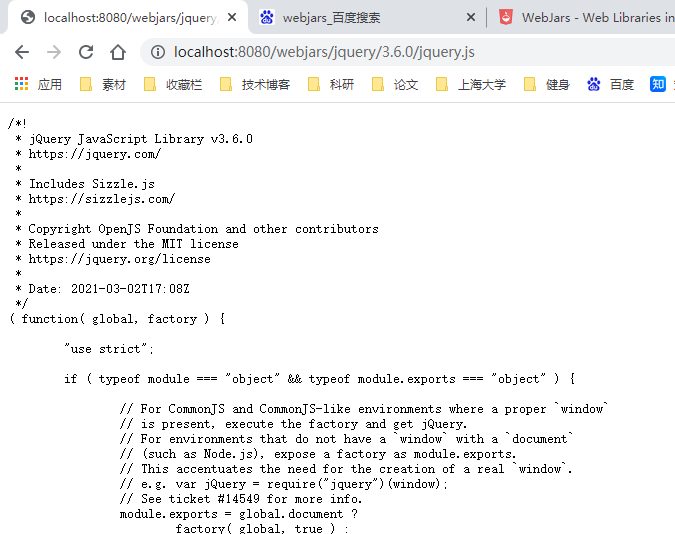 localhost:8080/webjars/jquery
webjars_百度搜索
WebJars - Web Libraries in
localhost:8080/webjars/jquery/3.6.0/jquery.js
应用 素材 收藏栏 技术博客 科研 论文 上海大学 健身 百度 知
/*!
 * jQuery JavaScript Library v3.6.0
 * https://jquery.com/
 *
 * Includes Sizzle.js
 * https://sizzlejs.com/
 *
 * Copyright OpenJS Foundation and other contributors
 * Released under the MIT license
 * https://jquery.org/license
 *
 * Date: 2021-03-02T17:08Z
 */
( function( global, factory ) {
"use strict";
if ( typeof module === "object" && typeof module.exports === "object" ) {
// For CommonJS and CommonJS-like environments where a proper `window`
// is present, execute the factory and get jQuery.
// For environments that do not have a `window` with a `document`
// (such as Node.js), expose a factory as module.exports.
// This accentuates the need for the creation of a real `window`.
// e.g. var jQuery = require("jquery")(window);
// See ticket #14549 for more info.
module.exports = global.document ?
factory( global, true ) :